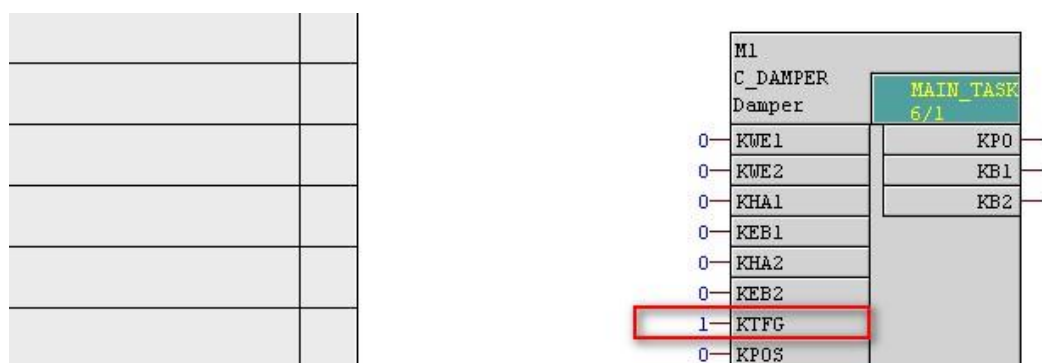 M1
C_DAMPER
Damper
MAIN_TASK
6/1
0 KWE1 KPO
0 KWE2 KB1
0 KHA1 KB2
0 KEB1
0 KHA2
0 KEB2
1 KTFG
0 KPOS